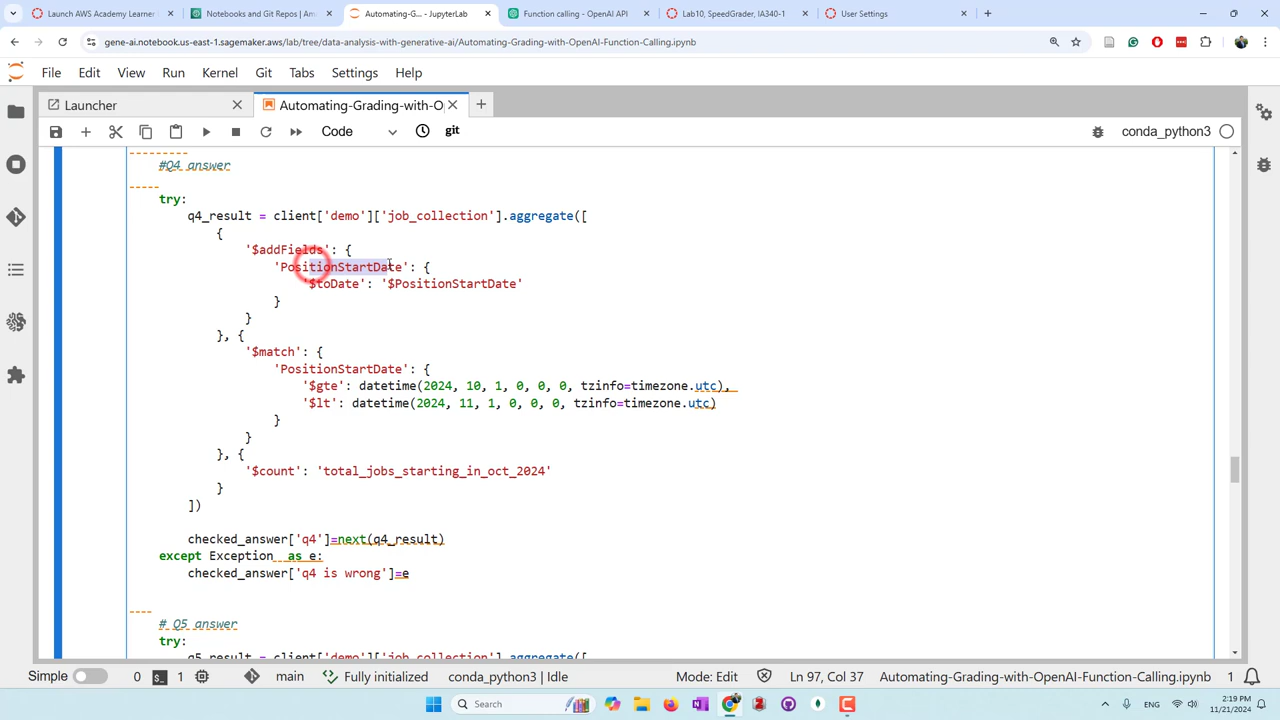 Launch AWS Academy Learner
Notebooks and Git Repos | Am
Automating-G... - JupyterLab
Function calling - OpenAI API
Lab10, SpeedGrader, IA340-1
User Settings
gene-ai.notebook.us-east-1.sagemaker.aws/lab/tree/data-analysis-with-generative-ai/Automating-Grading-with-OpenAI-Function-Calling.ipynb
File Edit View Run Kernel Git Tabs Settings Help
Launcher
Automating-Grading-with-O
Code
git
conda_python3
#Q4 answer
try:
q4_result = client['demo']['job_collection'].aggregate([
{
'$addFields': {
'PositionStartDate': {
'$toDate': '$PositionStartDate'
}
}
}, {
'$match': {
'PositionStartDate': {
'$gte': datetime(2024, 10, 1, 0, 0, 0, tzinfo=timezone.utc),
'$lt': datetime(2024, 11, 1, 0, 0, 0, tzinfo=timezone.utc)
}
}
}, {
'$count': 'total_jobs_starting_in_oct_2024'
}
])
checked_answer['q4']=next(q4_result)
except Exception  as e:
checked_answer['q4 is wrong']=e
# Q5 answer
try:
q5_result = client['demo']['job_collection'].aggregate([
Simple 0 1 main Fully initialized conda_python3 | Idle Mode: Edit Ln 97, Col 37 Automating-Grading-with-OpenAI-Function-Calling.ipynb 1
Search
ENG
2:19 PM
11/21/2024